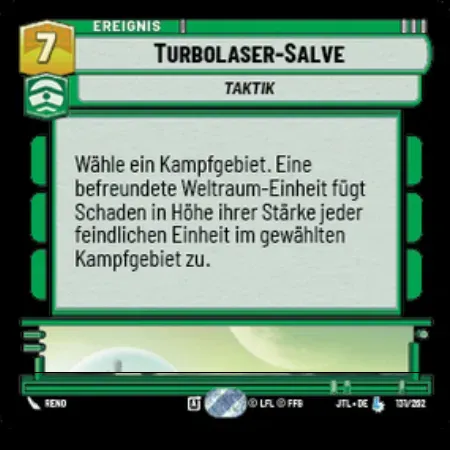 EREIGNIS
7
TURBOLASER-SALVE
TAKTIK
Wähle ein Kampfgebiet. Eine
befreundete Weltraum-Einheit fügt
Schaden in Höhe ihrer Stärke jeder
feindlichen Einheit im gewählten
Kampfgebiet zu.
RENO © LFL © FFG JTL • DE 131/262